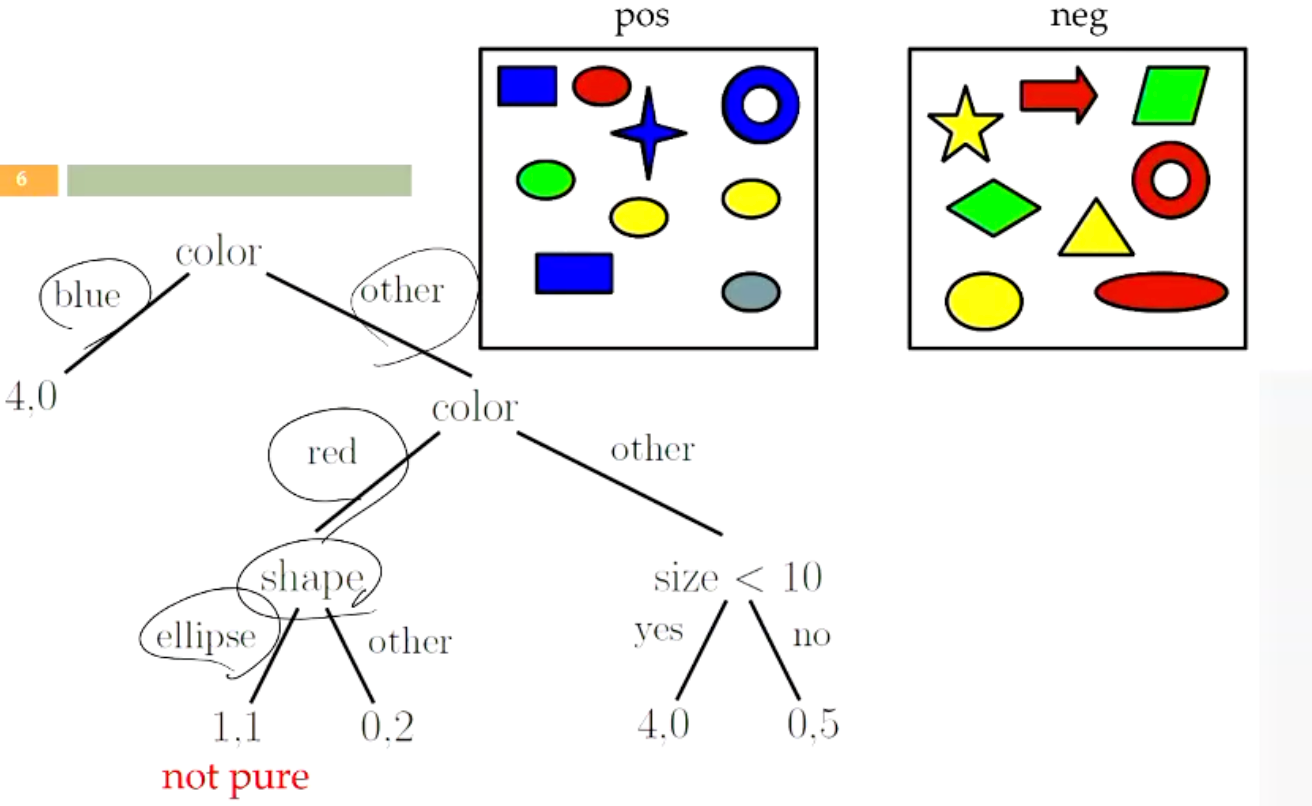 pos neg
6
color
blue other
4,0
color
red other
shape size < 10
ellipse other yes no
1,1 0,2 4,0 0,5
not pure